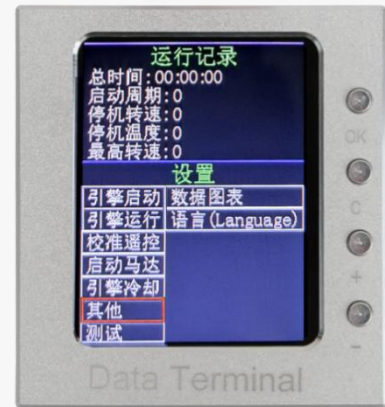 运行记录
总时间:00:00:00
启动周期:0
停机转速:0
停机温度:0
最高转速:0
设置
引擎启动 数据图表
引擎运行 语言(Language)
校准遥控
启动马达
引擎冷却
其他
测试
OK
C
+
-
Data Terminal